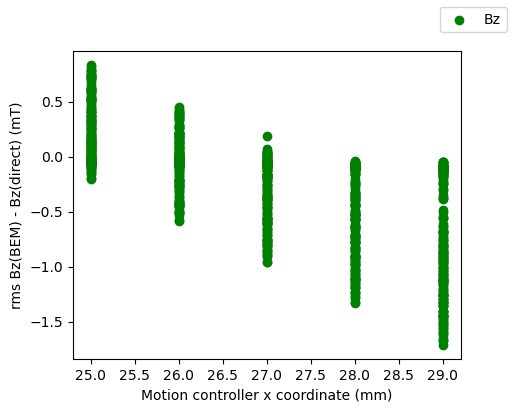 Bz
rms Bz(BEM) - Bz(direct) (mT)
0.5
0.0
−0.5
−1.0
−1.5
25.0 25.5 26.0 26.5 27.0 27.5 28.0 28.5 29.0
Motion controller x coordinate (mm)